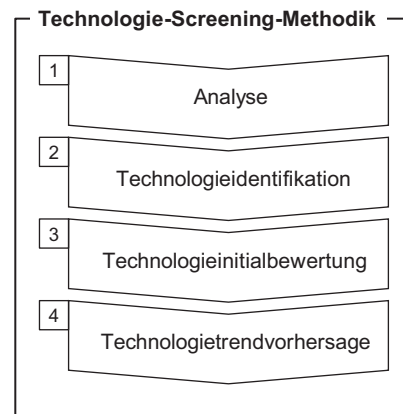 Technologie-Screening-Methodik
1
Analyse
2
Technologieidentifikation
3
Technologieinitialbewertung
4
Technologietrendvorhersage